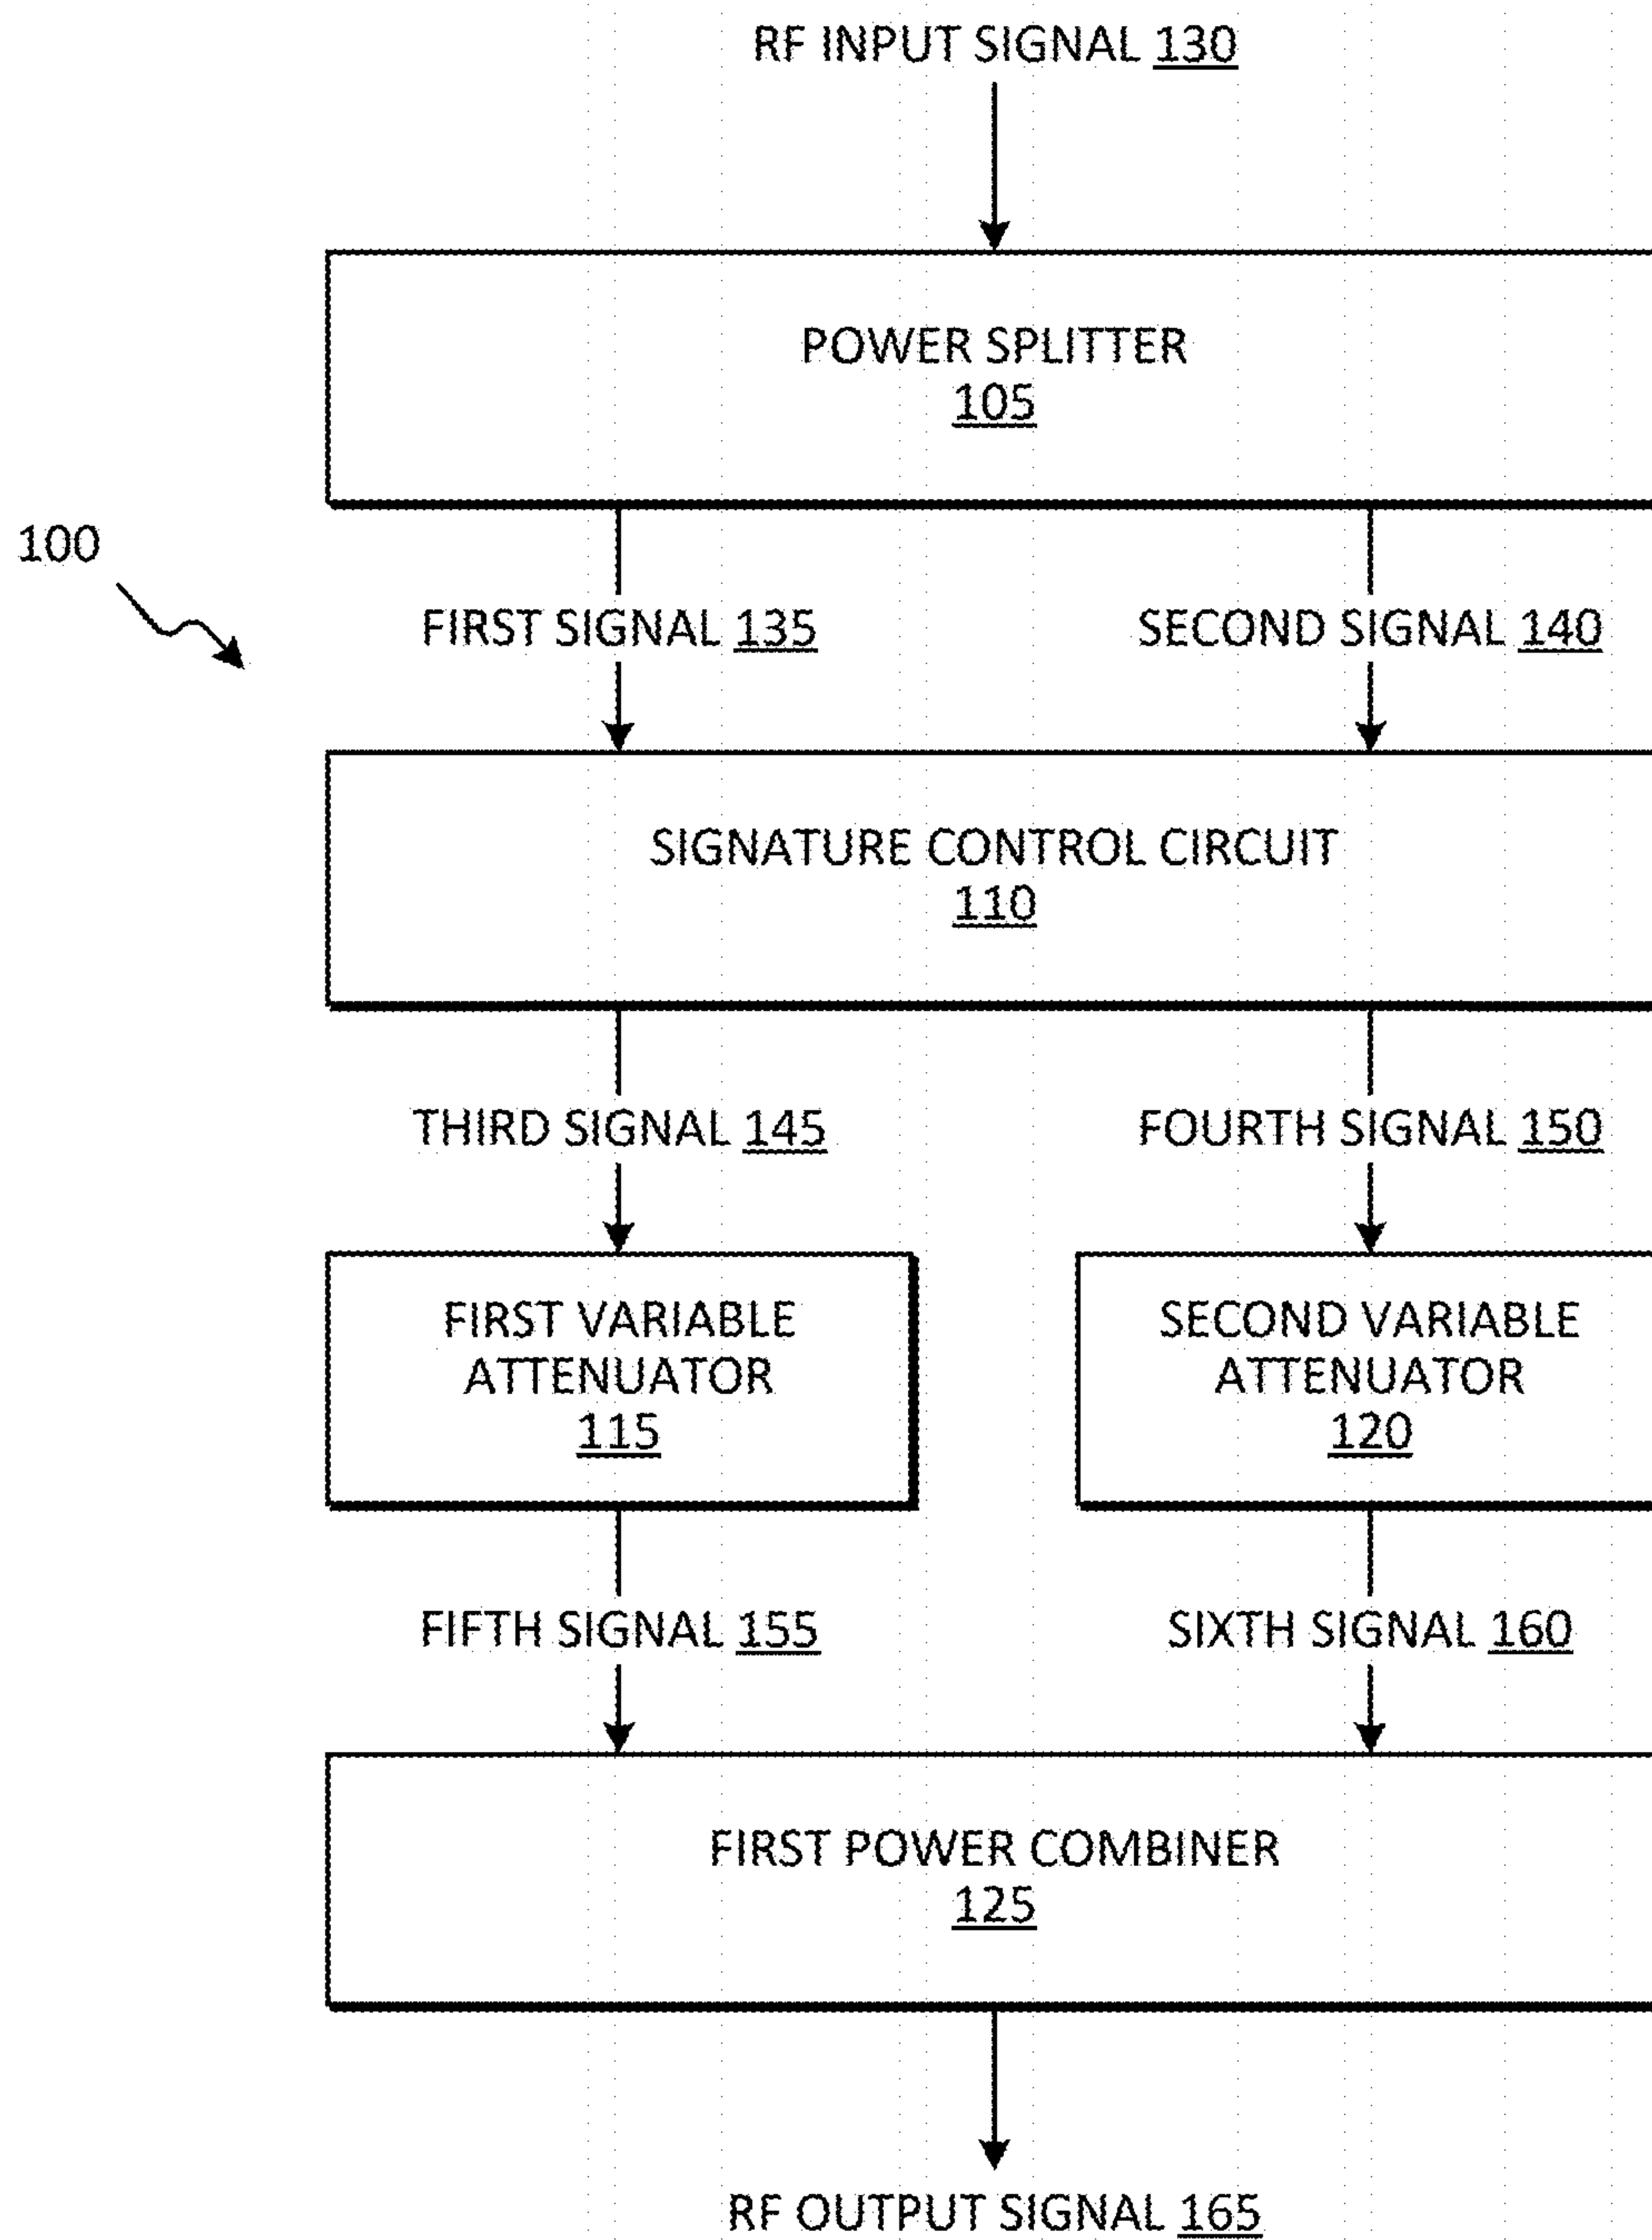 RF INPUT SIGNAL 130
POWER SPLITTER
105
100
FIRST SIGNAL 135
SECOND SIGNAL 140
SIGNATURE CONTROL CIRCUIT
110
THIRD SIGNAL 145
FOURTH SIGNAL 150
FIRST VARIABLE
ATTENUATOR
115
SECOND VARIABLE
ATTENUATOR
120
FIFTH SIGNAL 155
SIXTH SIGNAL 160
FIRST POWER COMBINER
125
RF OUTPUT SIGNAL 165